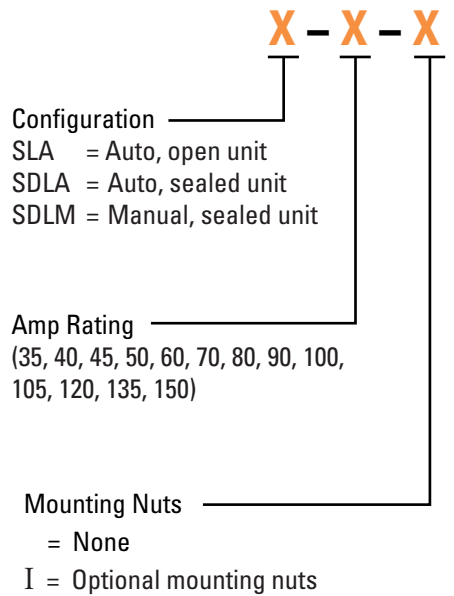 X – X – X
Configuration
SLA = Auto, open unit
SDLA = Auto, sealed unit
SDLM = Manual, sealed unit
Amp Rating
(35, 40, 45, 50, 60, 70, 80, 90, 100,
105, 120, 135, 150)
Mounting Nuts
= None
I = Optional mounting nuts